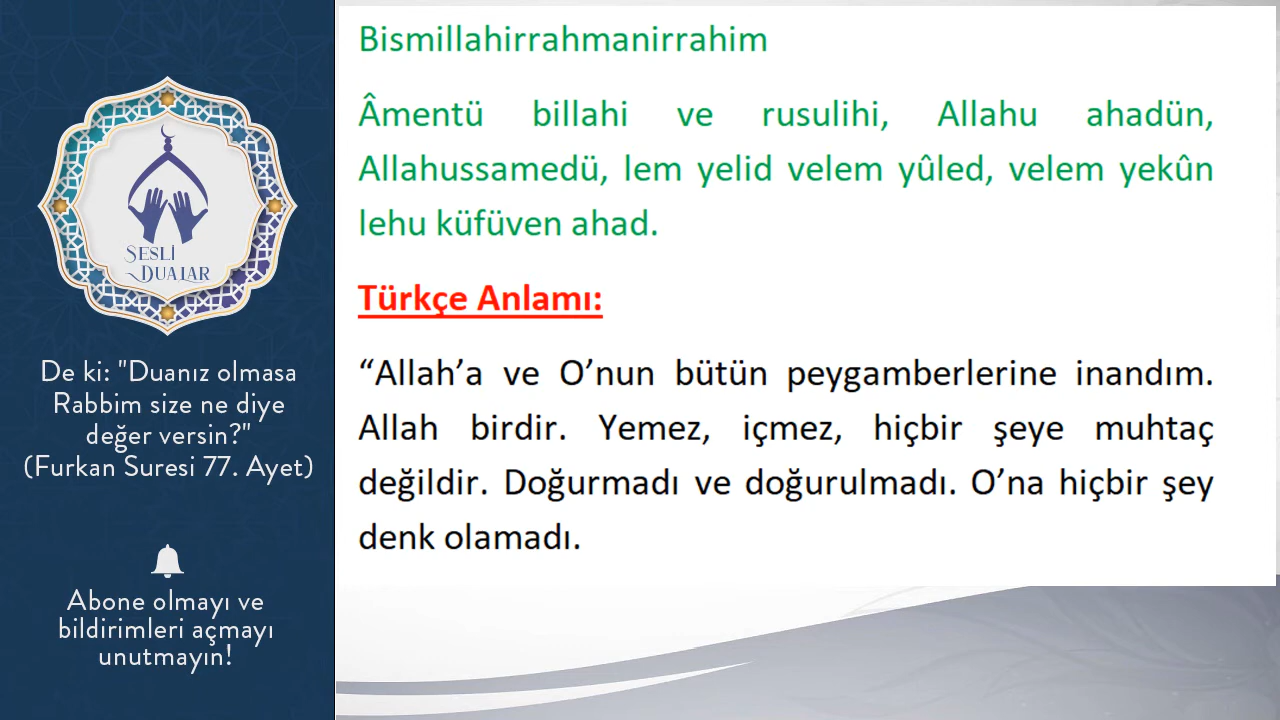 SESLİ
DUALAR
De ki: "Duanız olmasa
Rabbim size ne diye
değer versin?"
(Furkan Suresi 77. Ayet)
Abone olmayı ve
bildirimleri açmayı
unutmayın!
Bismillahirrahmanirrahim
Âmentü billahi ve rusulihi, Allahu ahadün,
Allahussamedü, lem yelid velem yûled, velem yekûn
lehu küfüven ahad.
Türkçe Anlamı:
“Allah’a ve O’nun bütün peygamberlerine inandım.
Allah birdir. Yemez, içmez, hiçbir şeye muhtaç
değildir. Doğurmadı ve doğurulmadı. O’na hiçbir şey
denk olamadı.